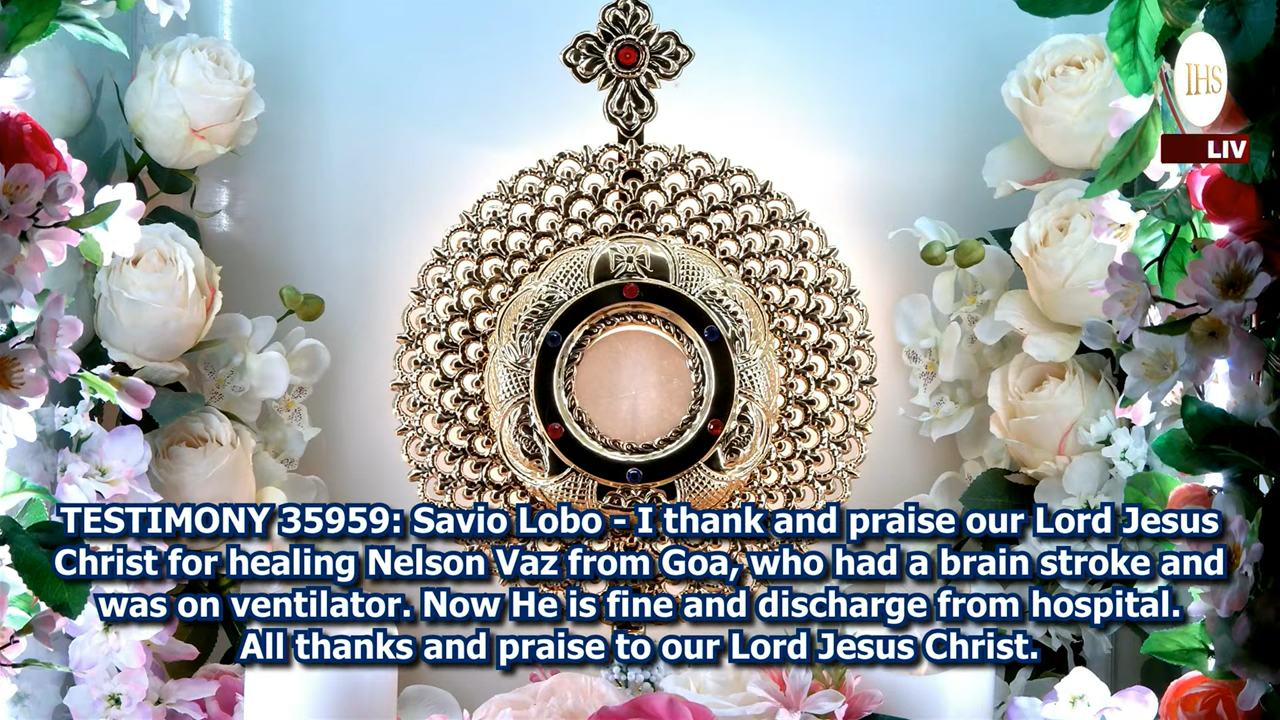 IHS
LIV
TESTIMONY 35959: Savio Lobo - I thank and praise our Lord Jesus
Christ for healing Nelson Vaz from Goa, who had a brain stroke and
was on ventilator. Now He is fine and discharge from hospital.
All thanks and praise to our Lord Jesus Christ.